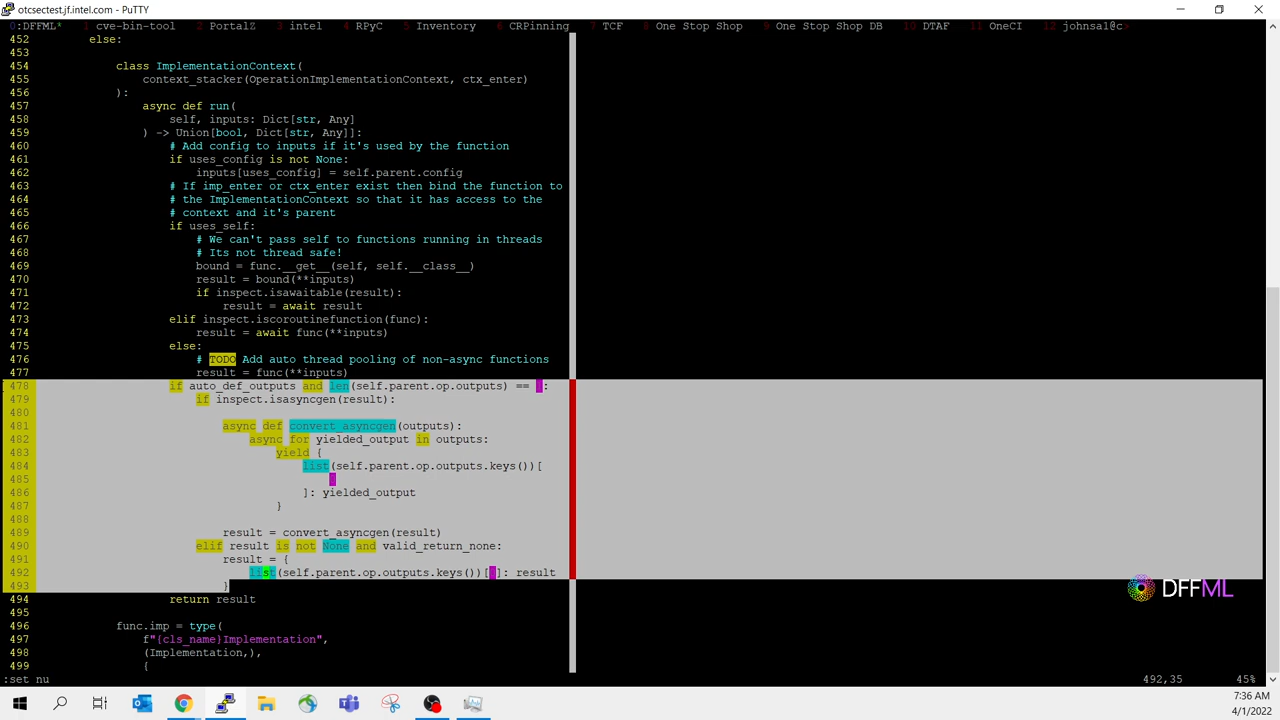 otcsectest.jf.intel.com - PuTTY
0:DFFML* 1 cve-bin-tool 2 PortalZ 3 intel 4 RPyC 5 Inventory 6 CRPinning 7 TCF 8 One Stop Shop 9 One Stop Shop DB 10 DTAF 11 OneCI 12 johnsa1@c>
452 else:
453
454 class ImplementationContext(
455 context_stacker(OperationImplementationContext, ctx_enter)
456 ):
457 async def run(
458 self, inputs: Dict[str, Any]
459 ) -> Union[bool, Dict[str, Any]]:
460 # Add config to inputs if it's used by the function
461 if uses_config is not None:
462 inputs[uses_config] = self.parent.config
463 # If imp_enter or ctx_enter exist then bind the function to
464 # the ImplementationContext so that it has access to the
465 # context and it's parent
466 if uses_self:
467 # We can't pass self to functions running in threads
468 # Its not thread safe!
469 bound = func.__get__(self, self.__class__)
470 result = bound(**inputs)
471 if inspect.isawaitable(result):
472 result = await result
473 elif inspect.iscoroutinefunction(func):
474 result = await func(**inputs)
475 else:
476 # TODO Add auto thread pooling of non-async functions
477 result = func(**inputs)
478 if auto_def_outputs and len(self.parent.op.outputs) == :
479 if inspect.isasyncgen(result):
480
481 async def convert_asyncgen(outputs):
482 async for yielded_output in outputs:
483 yield {
484 list(self.parent.op.outputs.keys())[
485
486 ]: yielded_output
487 }
488
489 result = convert_asyncgen(result)
490 elif result is not None and valid_return_none:
491 result = {
492 list(self.parent.op.outputs.keys())[]: result
493 }
494 return result
495
496 func.imp = type(
497 f"{cls_name}Implementation",
498 (Implementation,),
499 {
:set nu 492,35 45%
DFFML
7:36 AM
4/1/2022